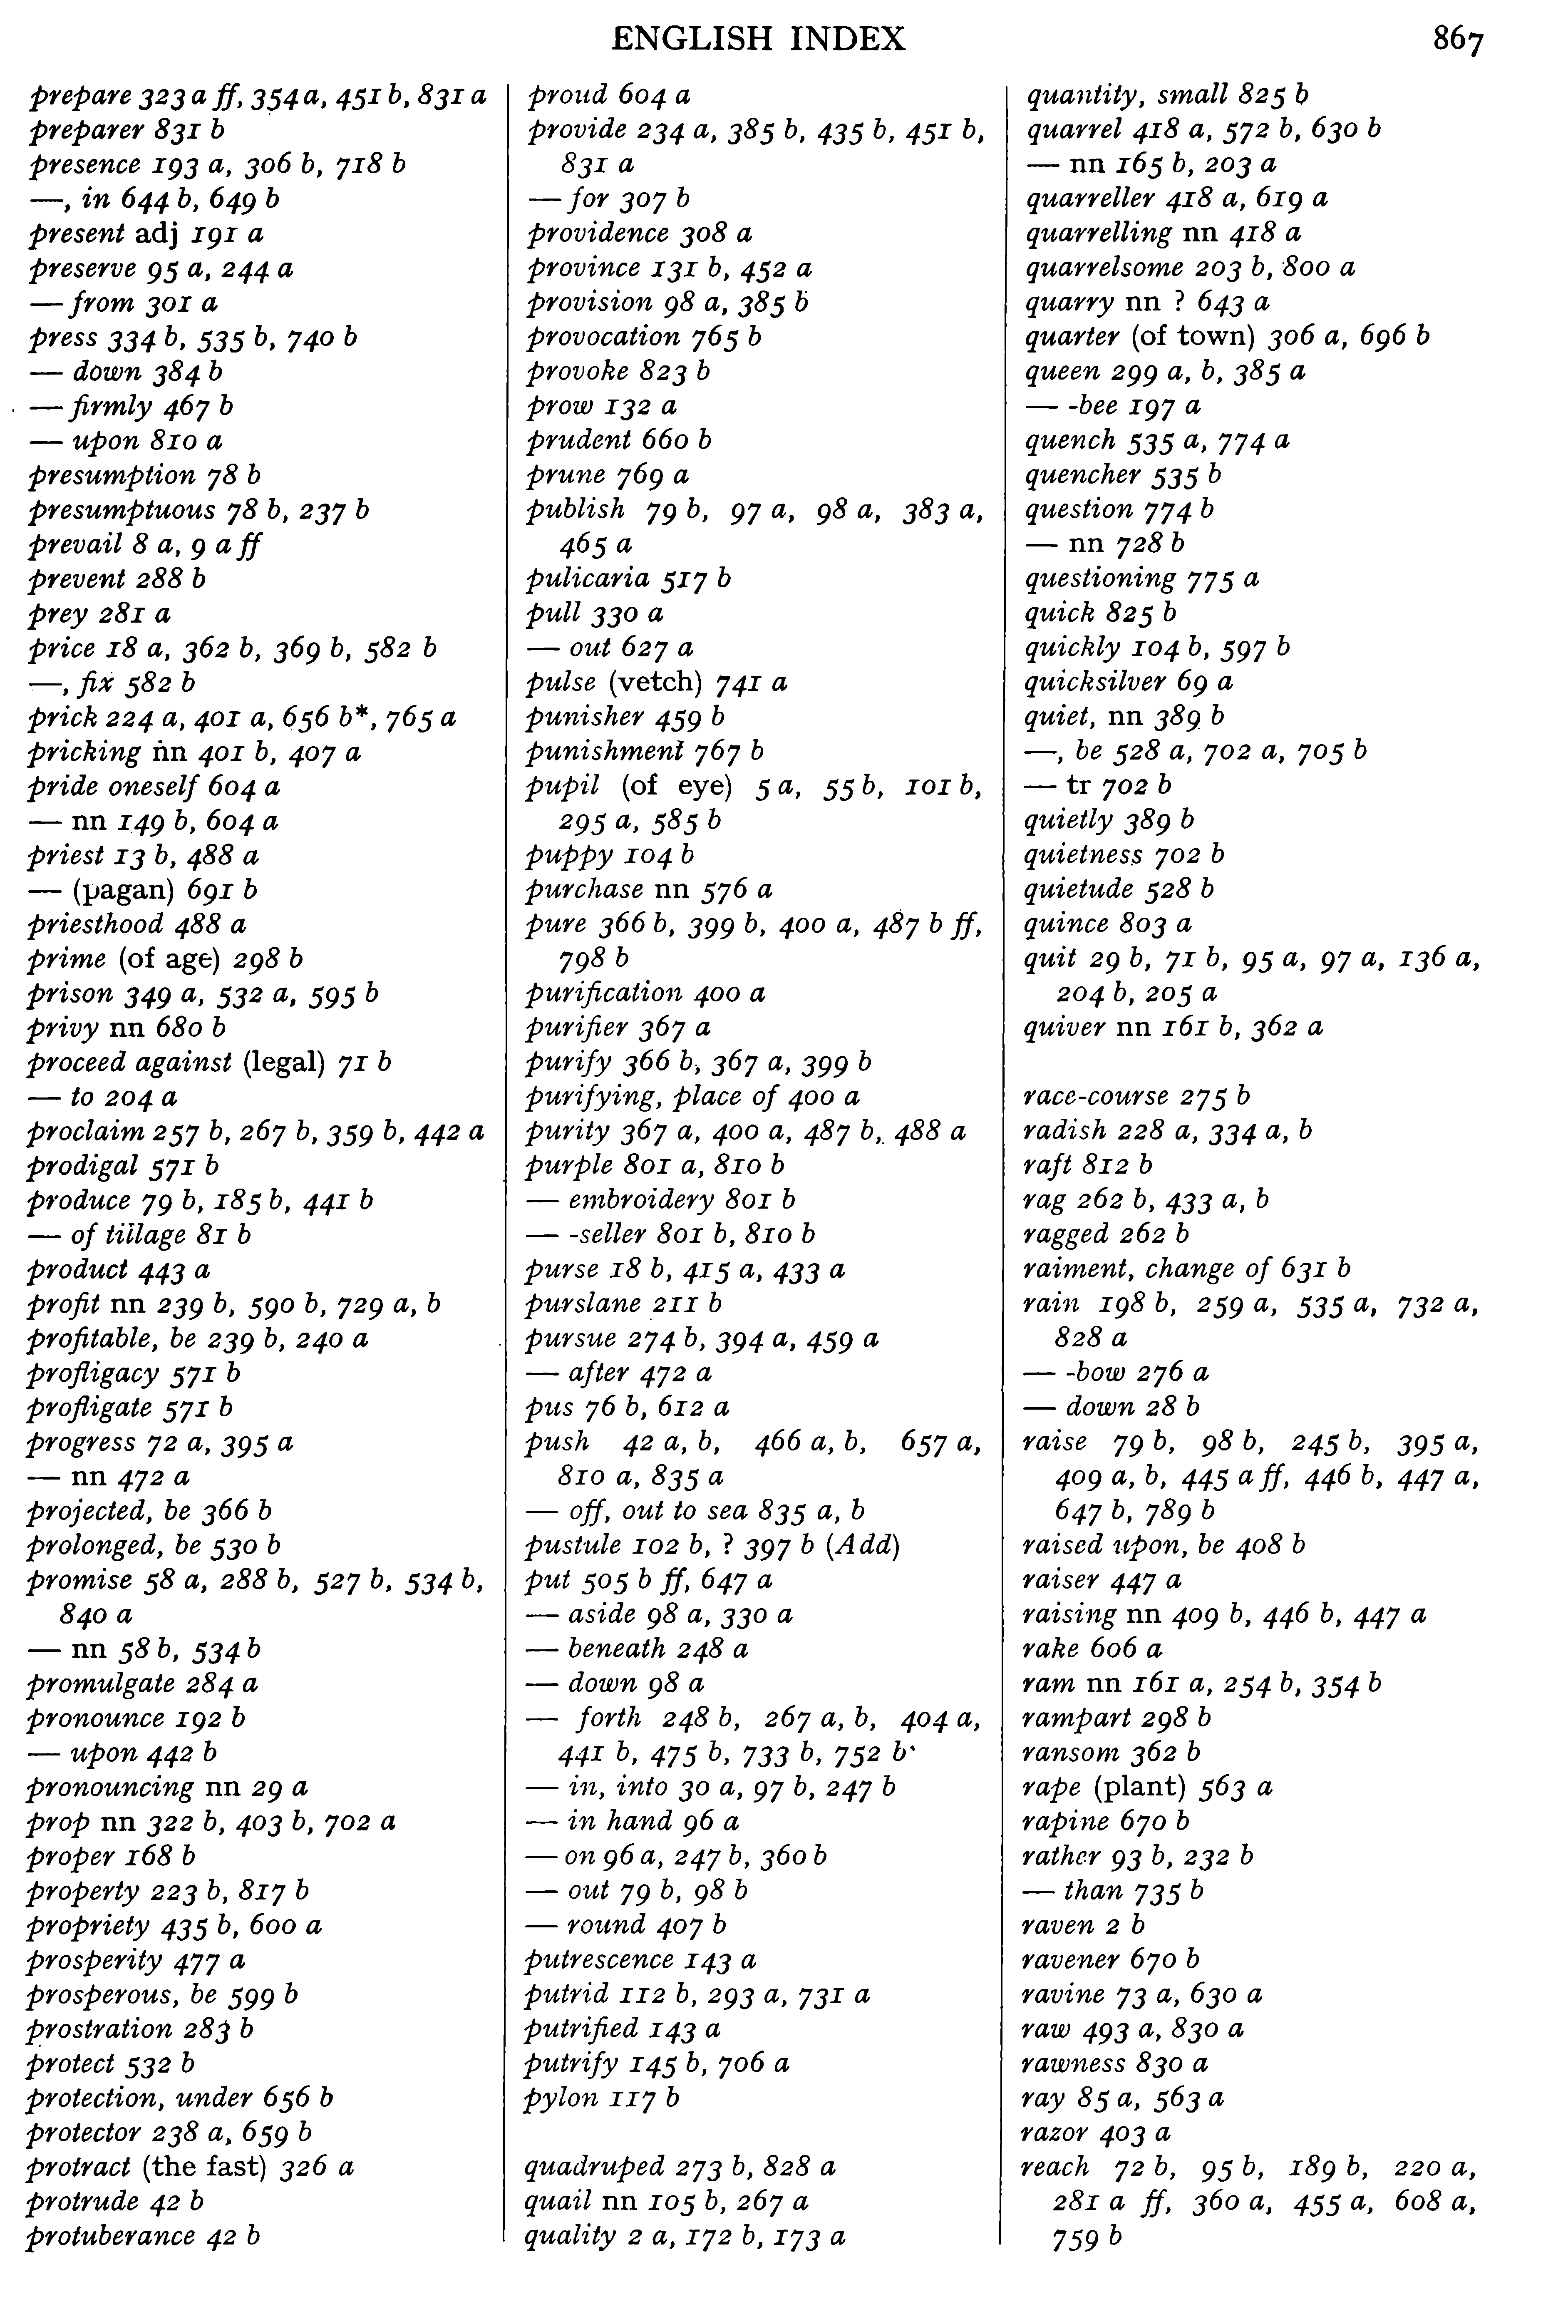 ENGLISH INDEX 867
prepare 323 a ff, 354 a, 451 b, 831 a
preparer 831 b
presence 193 a, 306 b, 718 b
—, in 644 b, 649 b
present adj 191 a
preserve 95 a, 244 a
— from 301 a
press 334 b, 535 b, 740 b
— down 384 b
— firmly 467 b
— upon 810 a
presumption 78 b
presumptuous 78 b, 237 b
prevail 8 a, 9 a ff
prevent 288 b
prey 281 a
price 18 a, 362 b, 369 b, 582 b
—, fix 582 b
prick 224 a, 401 a, 656 b*, 765 a
pricking nn 401 b, 407 a
pride oneself 604 a
— nn 149 b, 604 a
priest 13 b, 488 a
— (pagan) 691 b
priesthood 488 a
prime (of age) 298 b
prison 349 a, 532 a, 595 b
privy nn 680 b
proceed against (legal) 71 b
— to 204 a
proclaim 257 b, 267 b, 359 b, 442 a
prodigal 571 b
produce 79 b, 185 b, 441 b
— of tillage 81 b
product 443 a
profit nn 239 b, 590 b, 729 a, b
profitable, be 239 b, 240 a
profligacy 571 b
profligate 571 b
progress 72 a, 395 a
— nn 472 a
projected, be 366 b
prolonged, be 530 b
promise 58 a, 288 b, 527 b, 534 b,
840 a
— nn 58 b, 534 b
promulgate 284 a
pronounce 192 b
— upon 442 b
pronouncing nn 29 a
prop nn 322 b, 403 b, 702 a
proper 168 b
property 223 b, 817 b
propriety 435 b, 600 a
prosperity 477 a
prosperous, be 599 b
prostration 283 b
protect 532 b
protection, under 656 b
protector 238 a, 659 b
protract (the fast) 326 a
protrude 42 b
protuberance 42 b
proud 604 a
provide 234 a, 385 b, 435 b, 451 b,
831 a
— for 307 b
providence 308 a
province 131 b, 452 a
provision 98 a, 385 b
provocation 765 b
provoke 823 b
prow 132 a
prudent 660 b
prune 769 a
publish 79 b, 97 a, 98 a, 383 a,
465 a
pulicaria 517 b
pull 330 a
— out 627 a
pulse (vetch) 741 a
punisher 459 b
punishment 767 b
pupil (of eye) 5 a, 55 b, 101 b,
295 a, 585 b
puppy 104 b
purchase nn 576 a
pure 366 b, 399 b, 400 a, 487 b ff,
798 b
purification 400 a
purifier 367 a
purify 366 b, 367 a, 399 b
purifying, place of 400 a
purity 367 a, 400 a, 487 b, 488 a
purple 801 a, 810 b
— embroidery 801 b
— -seller 801 b, 810 b
purse 18 b, 415 a, 433 a
purslane 211 b
pursue 274 b, 394 a, 459 a
— after 472 a
pus 76 b, 612 a
push 42 a, b, 466 a, b, 657 a,
810 a, 835 a
— off, out to sea 835 a, b
pustule 102 b, ? 397 b (Add)
put 505 b ff, 647 a
— aside 98 a, 330 a
— beneath 248 a
— down 98 a
— forth 248 b, 267 a, b, 404 a,
441 b, 475 b, 733 b, 752 b
— in, into 30 a, 97 b, 247 b
— in hand 96 a
— on 96 a, 247 b, 360 b
— out 79 b, 98 b
— round 407 b
putrescence 143 a
putrid 112 b, 293 a, 731 a
putrified 143 a
putrify 145 b, 706 a
pylon 117 b
quadruped 273 b, 828 a
quail nn 105 b, 267 a
quality 2 a, 172 b, 173 a
quantity, small 825 b
quarrel 418 a, 572 b, 630 b
— nn 165 b, 203 a
quarreller 418 a, 619 a
quarrelling nn 418 a
quarrelsome 203 b, 800 a
quarry nn ? 643 a
quarter (of town) 306 a, 696 b
queen 299 a, b, 385 a
— -bee 197 a
quench 535 a, 774 a
quencher 535 b
question 774 b
— nn 728 b
questioning 775 a
quick 825 b
quickly 104 b, 597 b
quicksilver 69 a
quiet, nn 389 b
—, be 528 a, 702 a, 705 b
— tr 702 b
quietly 389 b
quietness 702 b
quietude 528 b
quince 803 a
quit 29 b, 71 b, 95 a, 97 a, 136 a,
204 b, 205 a
quiver nn 161 b, 362 a
race-course 275 b
radish 228 a, 334 a, b
raft 812 b
rag 262 b, 433 a, b
ragged 262 b
raiment, change of 631 b
rain 198 b, 259 a, 535 a, 732 a,
828 a
— -bow 276 a
— down 28 b
raise 79 b, 98 b, 245 b, 395 a,
409 a, b, 445 a ff, 446 b, 447 a,
647 b, 789 b
raised upon, be 408 b
raiser 447 a
raising nn 409 b, 446 b, 447 a
rake 606 a
ram nn 161 a, 254 b, 354 b
rampart 298 b
ransom 362 b
rape (plant) 563 a
rapine 670 b
rather 93 b, 232 b
— than 735 b
raven 2 b
ravener 670 b
ravine 73 a, 630 a
raw 493 a, 830 a
rawness 830 a
ray 85 a, 563 a
razor 403 a
reach 72 b, 95 b, 189 b, 220 a,
281 a ff, 360 a, 455 a, 608 a,
759 b